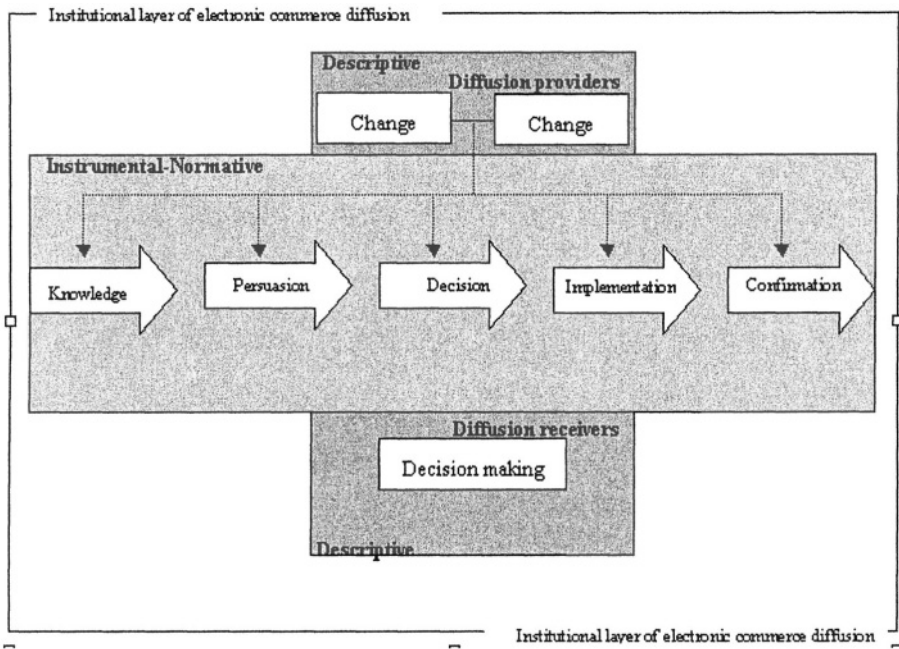 Institutional layer of electronic commerce diffusion
Descriptive
Diffusion providers
Change
Change
Instrumental-Normative
Knowledge
Persuasion
Decision
Implementation
Confirmation
Diffusion receivers
Decision making
Descriptive
Institutional layer of electronic commerce diffusion